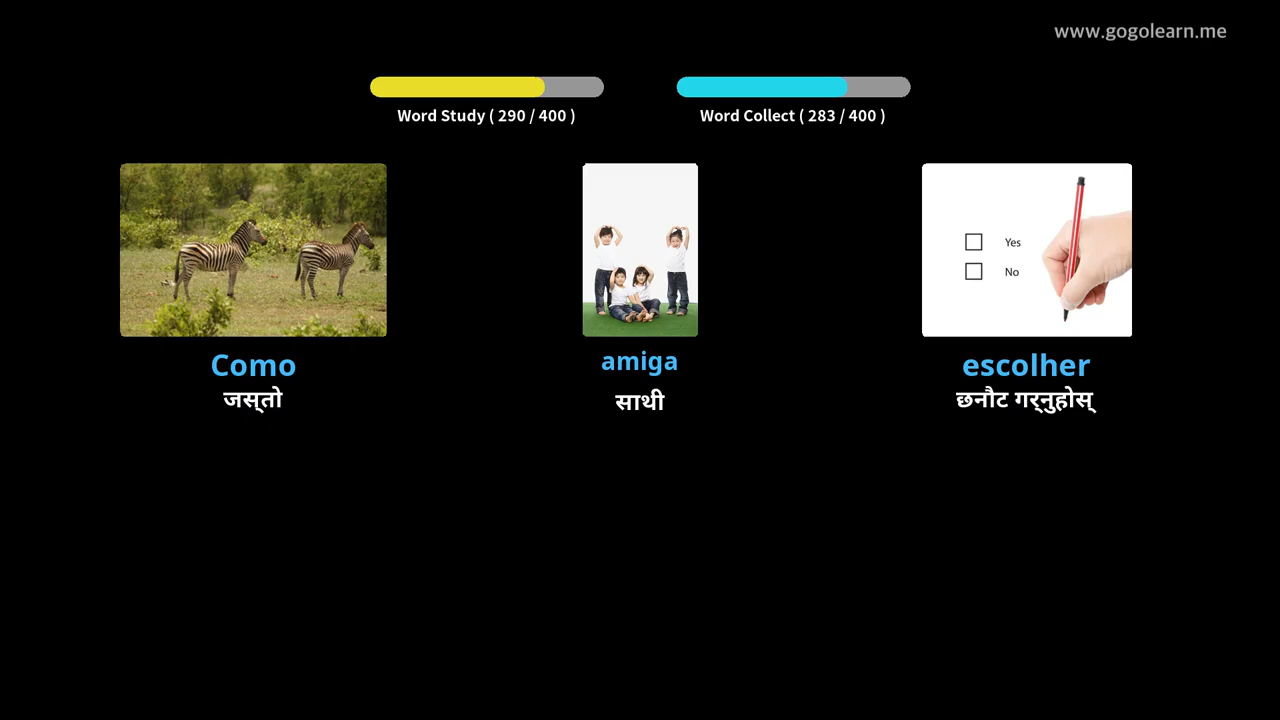 www.gogolearn.me
Word Study ( 290 / 400 )
Word Collect ( 283 / 400 )
Yes
No
Como
amiga
escolher
जस्‌तो
साथी
छनौट गर्‌नुहोस्